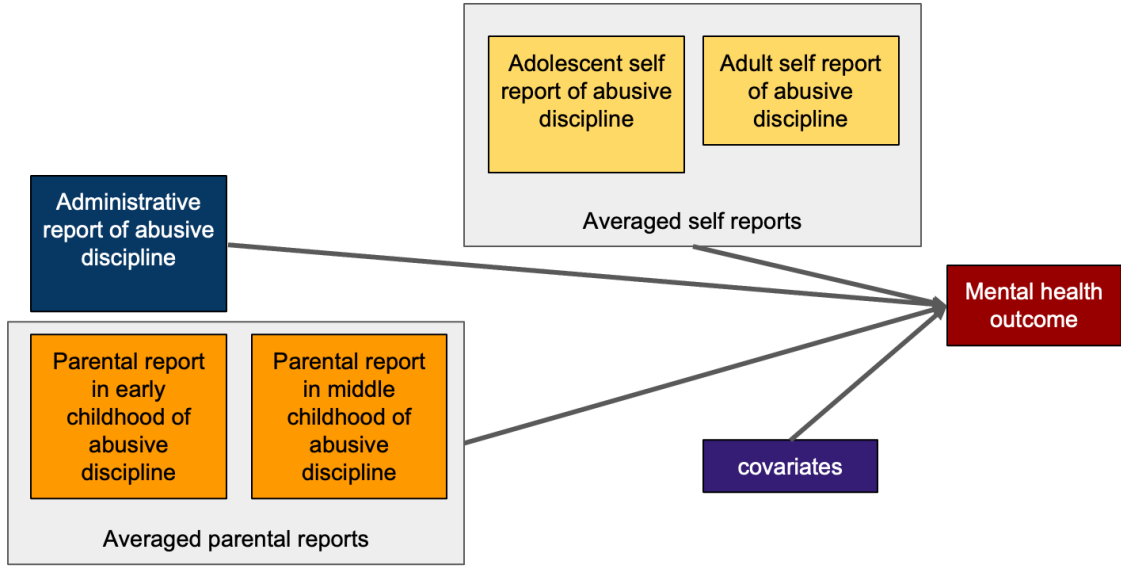 Adolescent self
report of abusive
discipline
Adult self report
of abusive
discipline
Averaged self reports
Administrative
report of abusive
discipline
Mental health
outcome
Parental report
in early
childhood of
abusive
discipline
Parental report
in middle
childhood of
abusive
discipline
Averaged parental reports
covariates